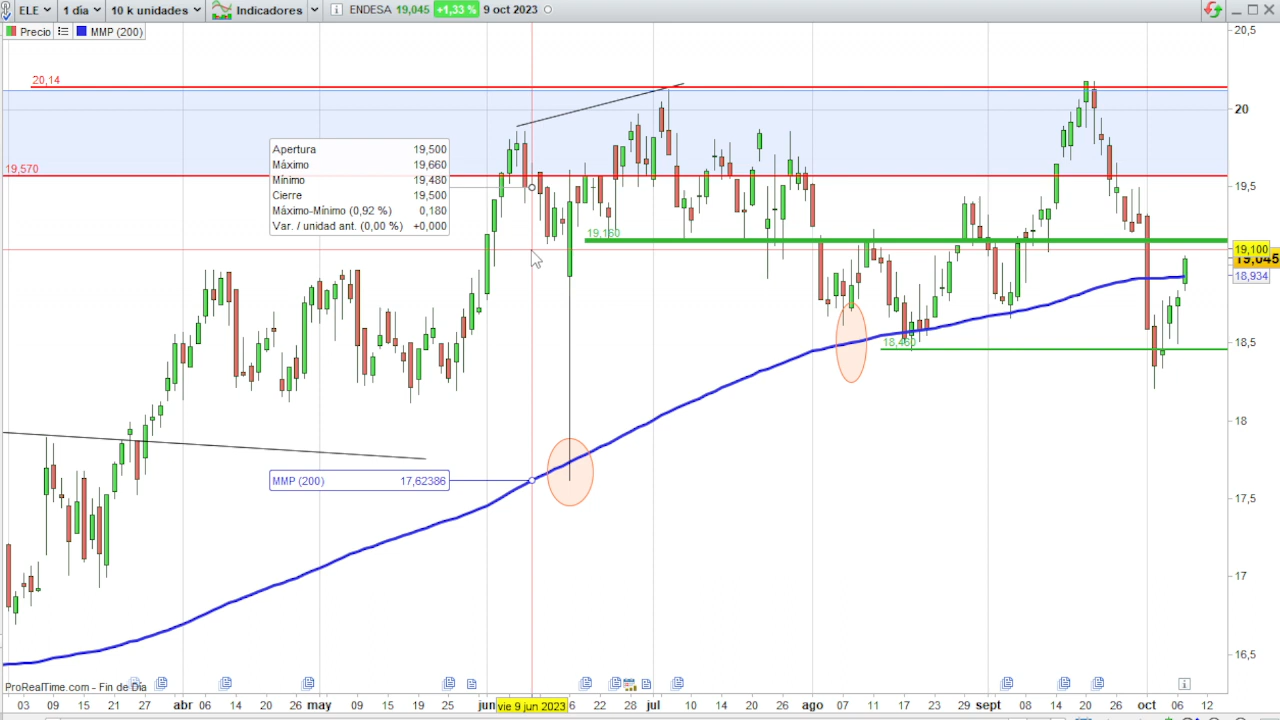 ELE 1 día 10 k unidades Indicadores ENDESA 19,045 +1,33 % 9 oct 2023
Precio MMP (200)
20,5
20,14
20
19,570
19,5
Apertura 19,500
Máximo 19,660
Mínimo 19,480
Cierre 19,500
Máximo-Mínimo (0,92 %) 0,180
Var. / unidad ant. (0,00 %) +0,000
19,160
19,100
19,045
18,934
18,5
18,460
18
MMP (200) 17,62386
17,5
17
16,5
ProRealTime.com - Fin de Día
03 09 15 21 27 abr 06 14 20 26 may 09 15 19 25 jun vie 9 jun 2023 6 22 28 jul 10 14 20 26 ago 07 11 17 23 29 sept 08 14 20 26 oct 06 12